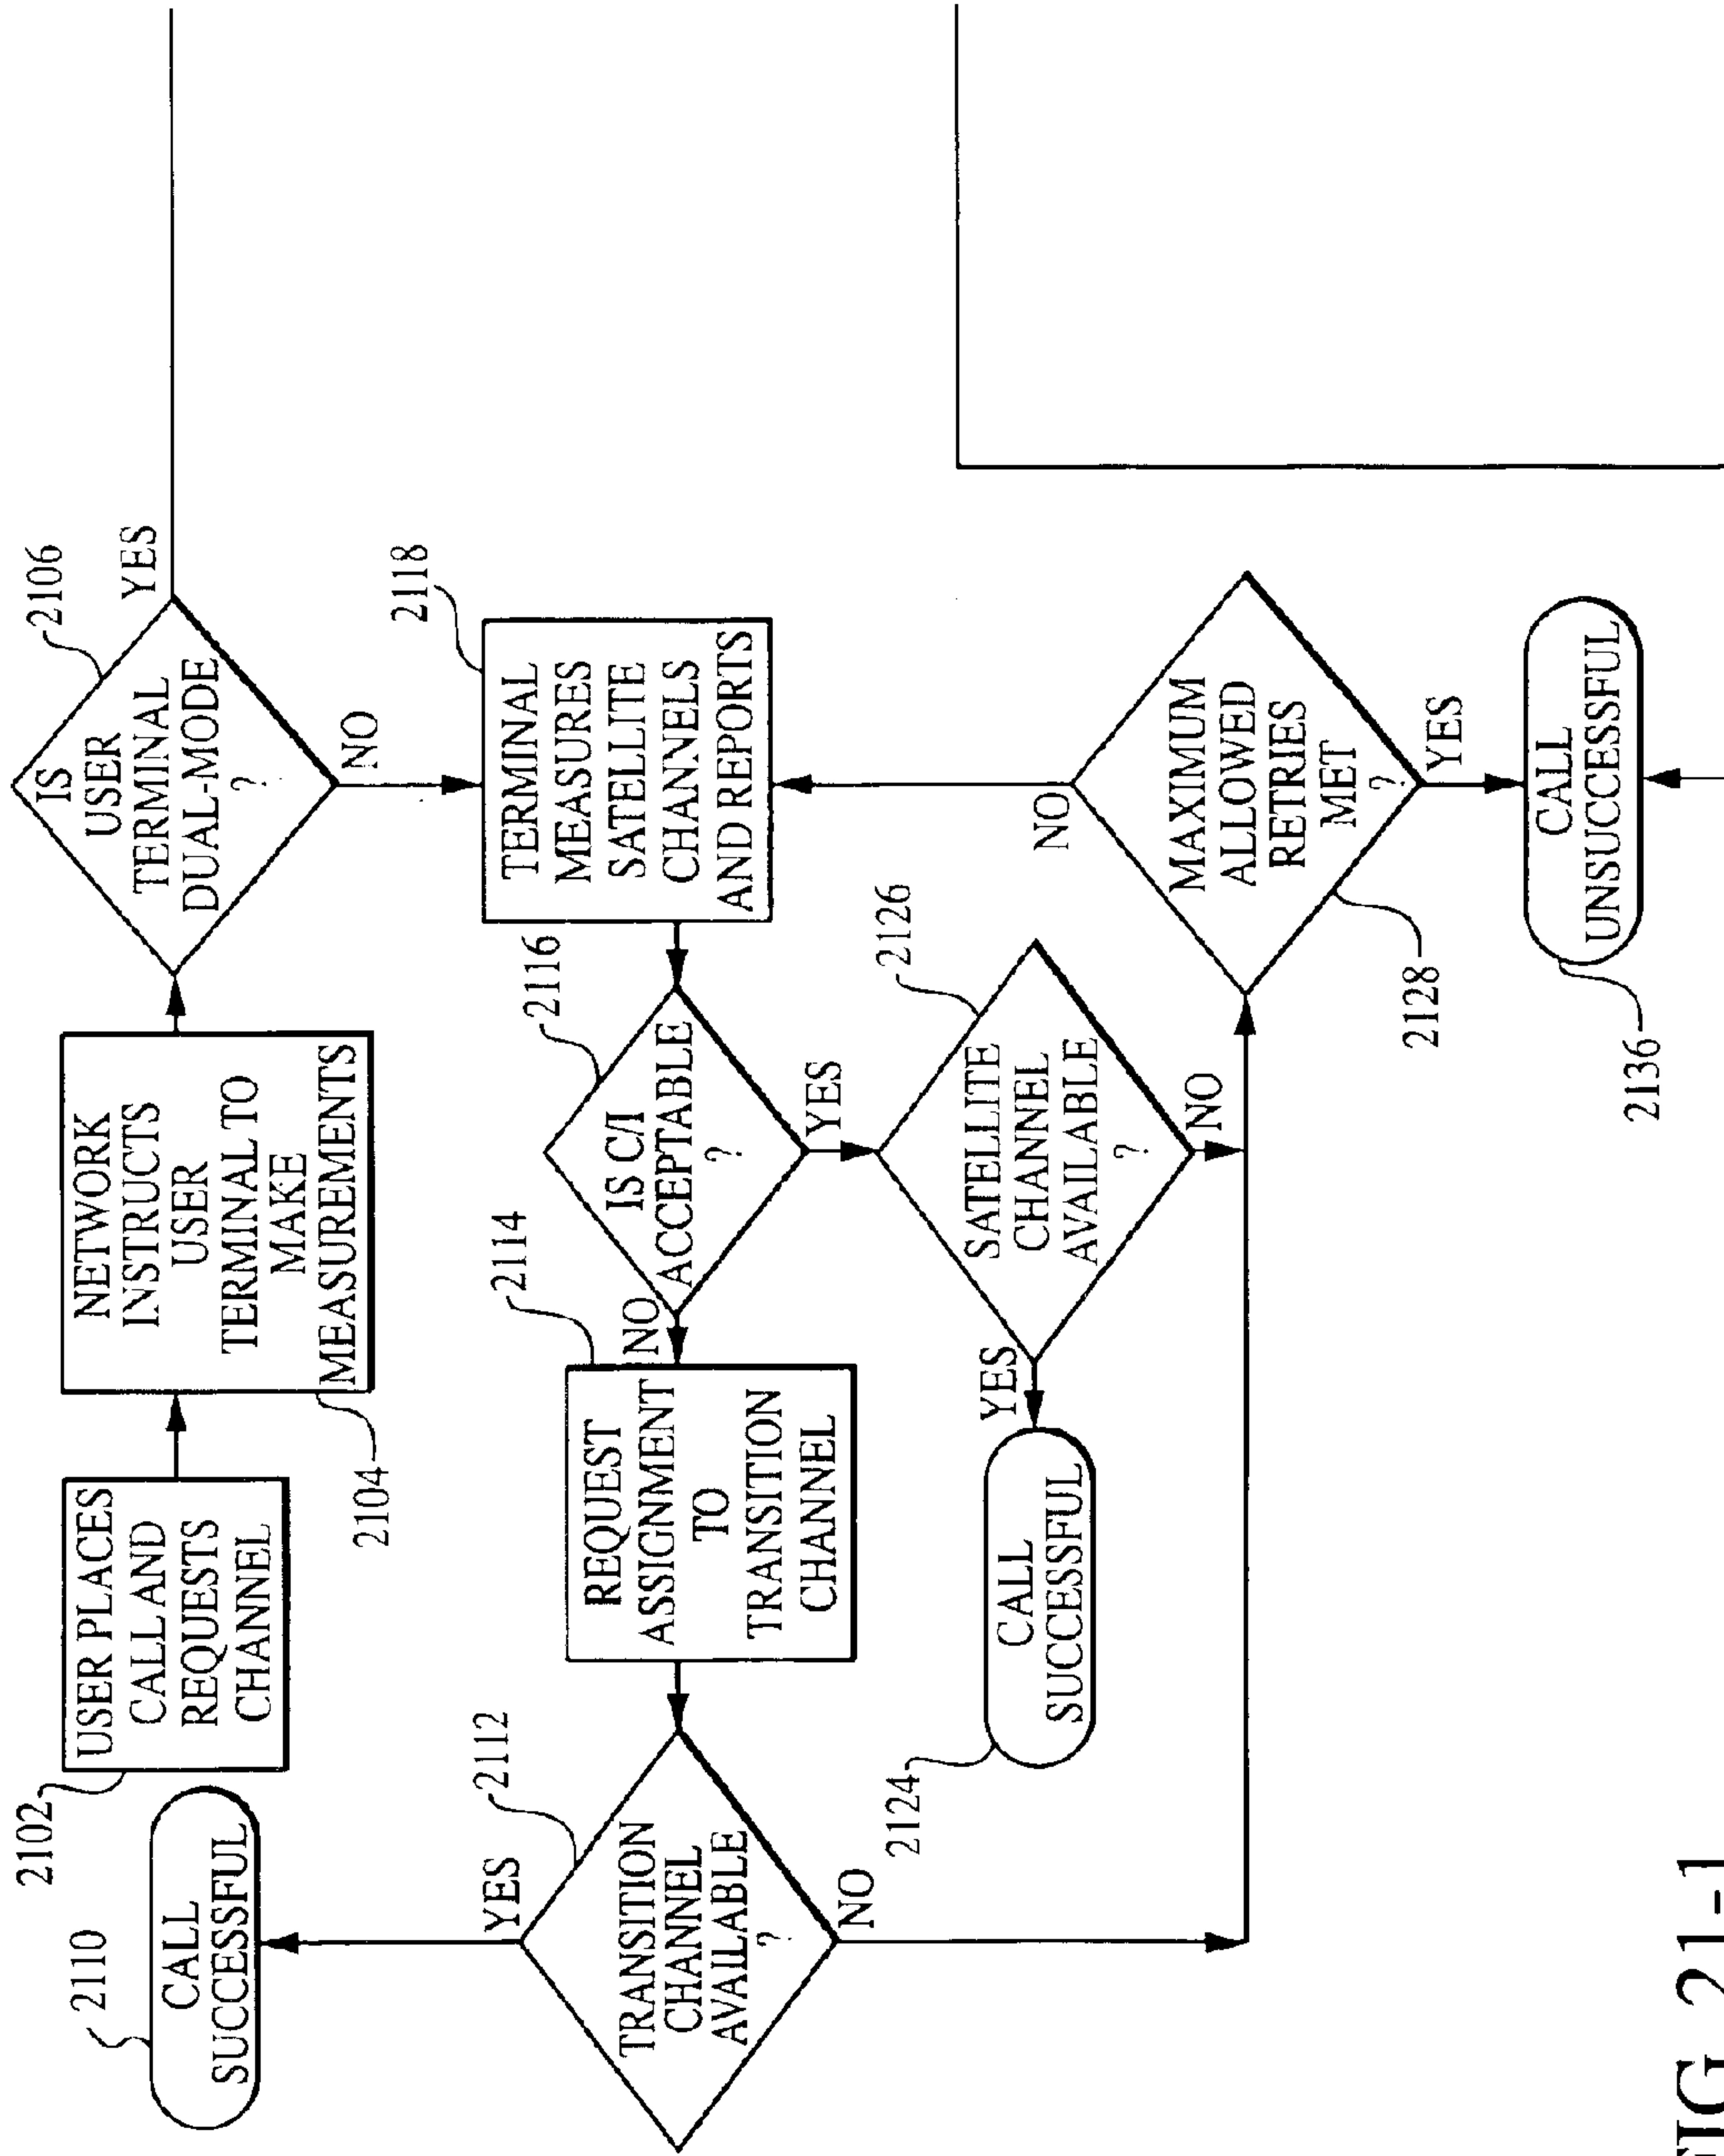 2110
CALL
SUCCESSFUL
2102
USER PLACES
CALL AND
REQUESTS
CHANNEL
2104
NETWORK
INSTRUCTS
USER
TERMINAL TO
MAKE
MEASUREMENTS
2106
IS
USER
TERMINAL
DUAL-MODE
?
YES
NO
2112
TRANSITION
CHANNEL
AVAILABLE
?
YES
NO
2114
REQUEST
ASSIGNMENT
TO
TRANSITION
CHANNEL
NO
2116
IS C/I
ACCEPTABLE
?
YES
2118
TERMINAL
MEASURES
SATELLITE
CHANNELS
AND REPORTS
2124
CALL
SUCCESSFUL
YES
2126
SATELLITE
CHANNEL
AVAILABLE
?
NO
NO
2128
MAXIMUM
ALLOWED
RETRIES
MET
?
YES
2136
CALL
UNSUCCESSFUL
FIG. 21-1